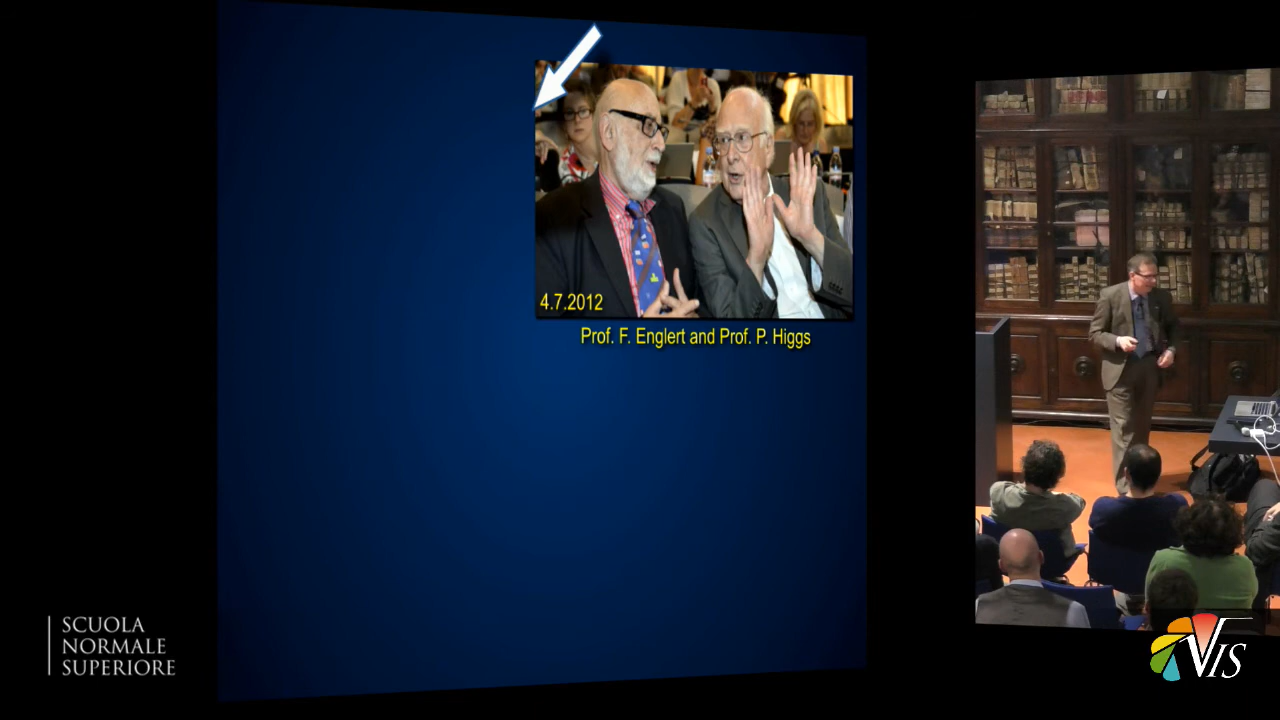 4.7.2012
Prof. F. Englert and Prof. P. Higgs
SCUOLA
NORMALE
SUPERIORE
VIS